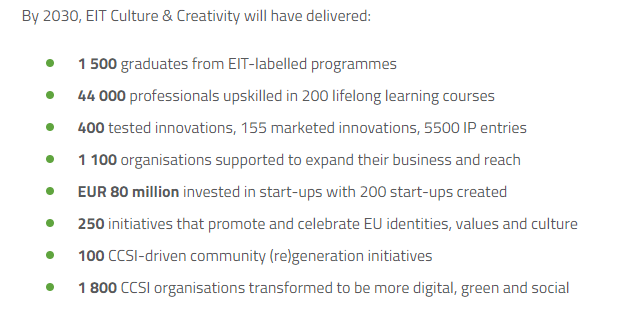 By 2030, EIT Culture & Creativity will have delivered:
1 500 graduates from EIT-labelled programmes
44 000 professionals upskilled in 200 lifelong learning courses
400 tested innovations, 155 marketed innovations, 5500 IP entries
1 100 organisations supported to expand their business and reach
EUR 80 million invested in start-ups with 200 start-ups created
250 initiatives that promote and celebrate EU identities, values and culture
100 CCSI-driven community (re)generation initiatives
1 800 CCSI organisations transformed to be more digital, green and social